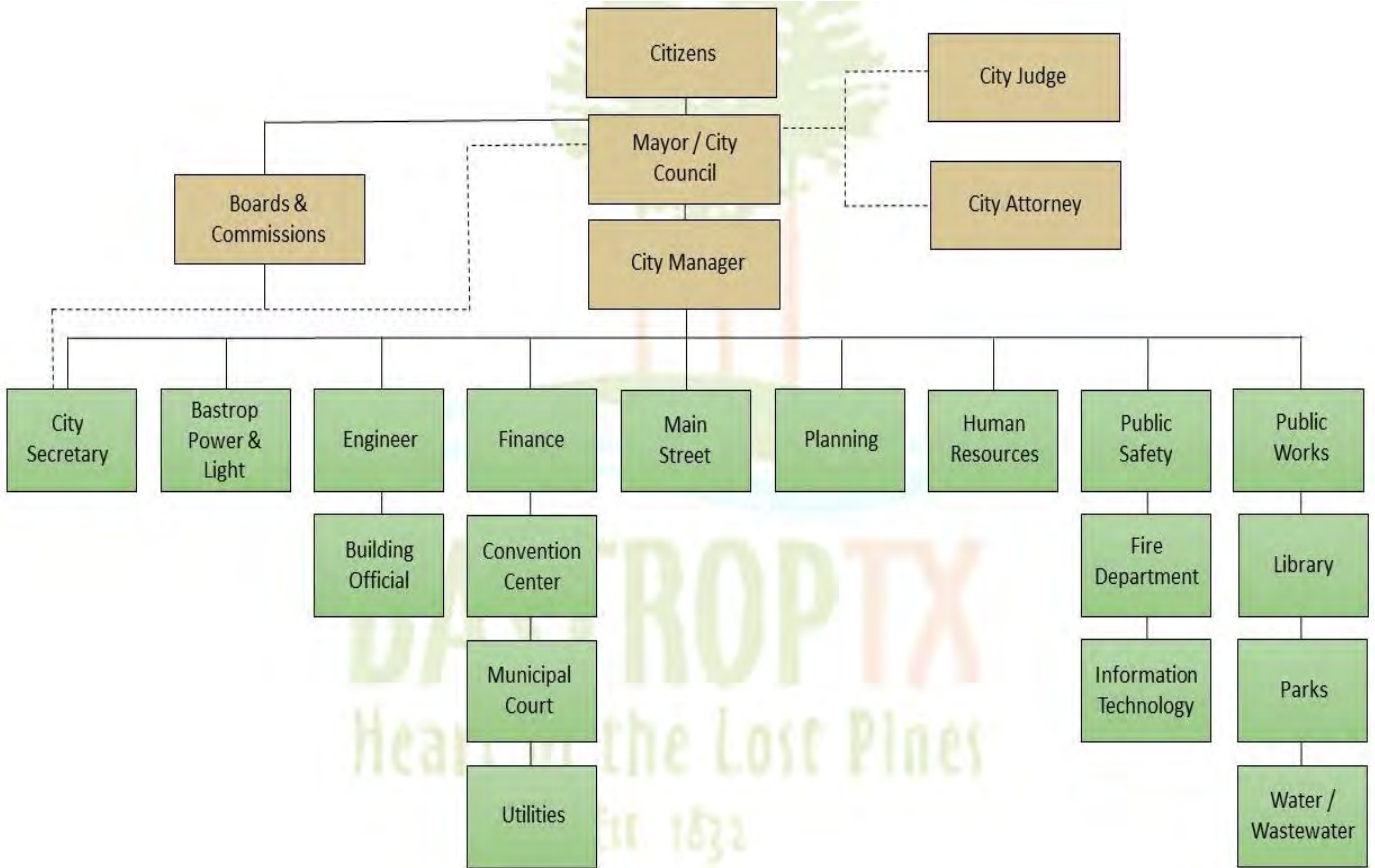 Citizens
City Judge
Mayor / City
Council
Boards &
Commissions
City Attorney
City Manager
City
Secretary
Bastrop
Power &
Light
Engineer
Finance
Main
Street
Planning
Human
Resources
Public
Safety
Public
Works
Building
Official
Convention
Center
Fire
Department
Library
Municipal
Court
Information
Technology
Parks
Utilities
Water /
Wastewater
BASTROPTX
Heart of the Lost Pines
Est. 1832